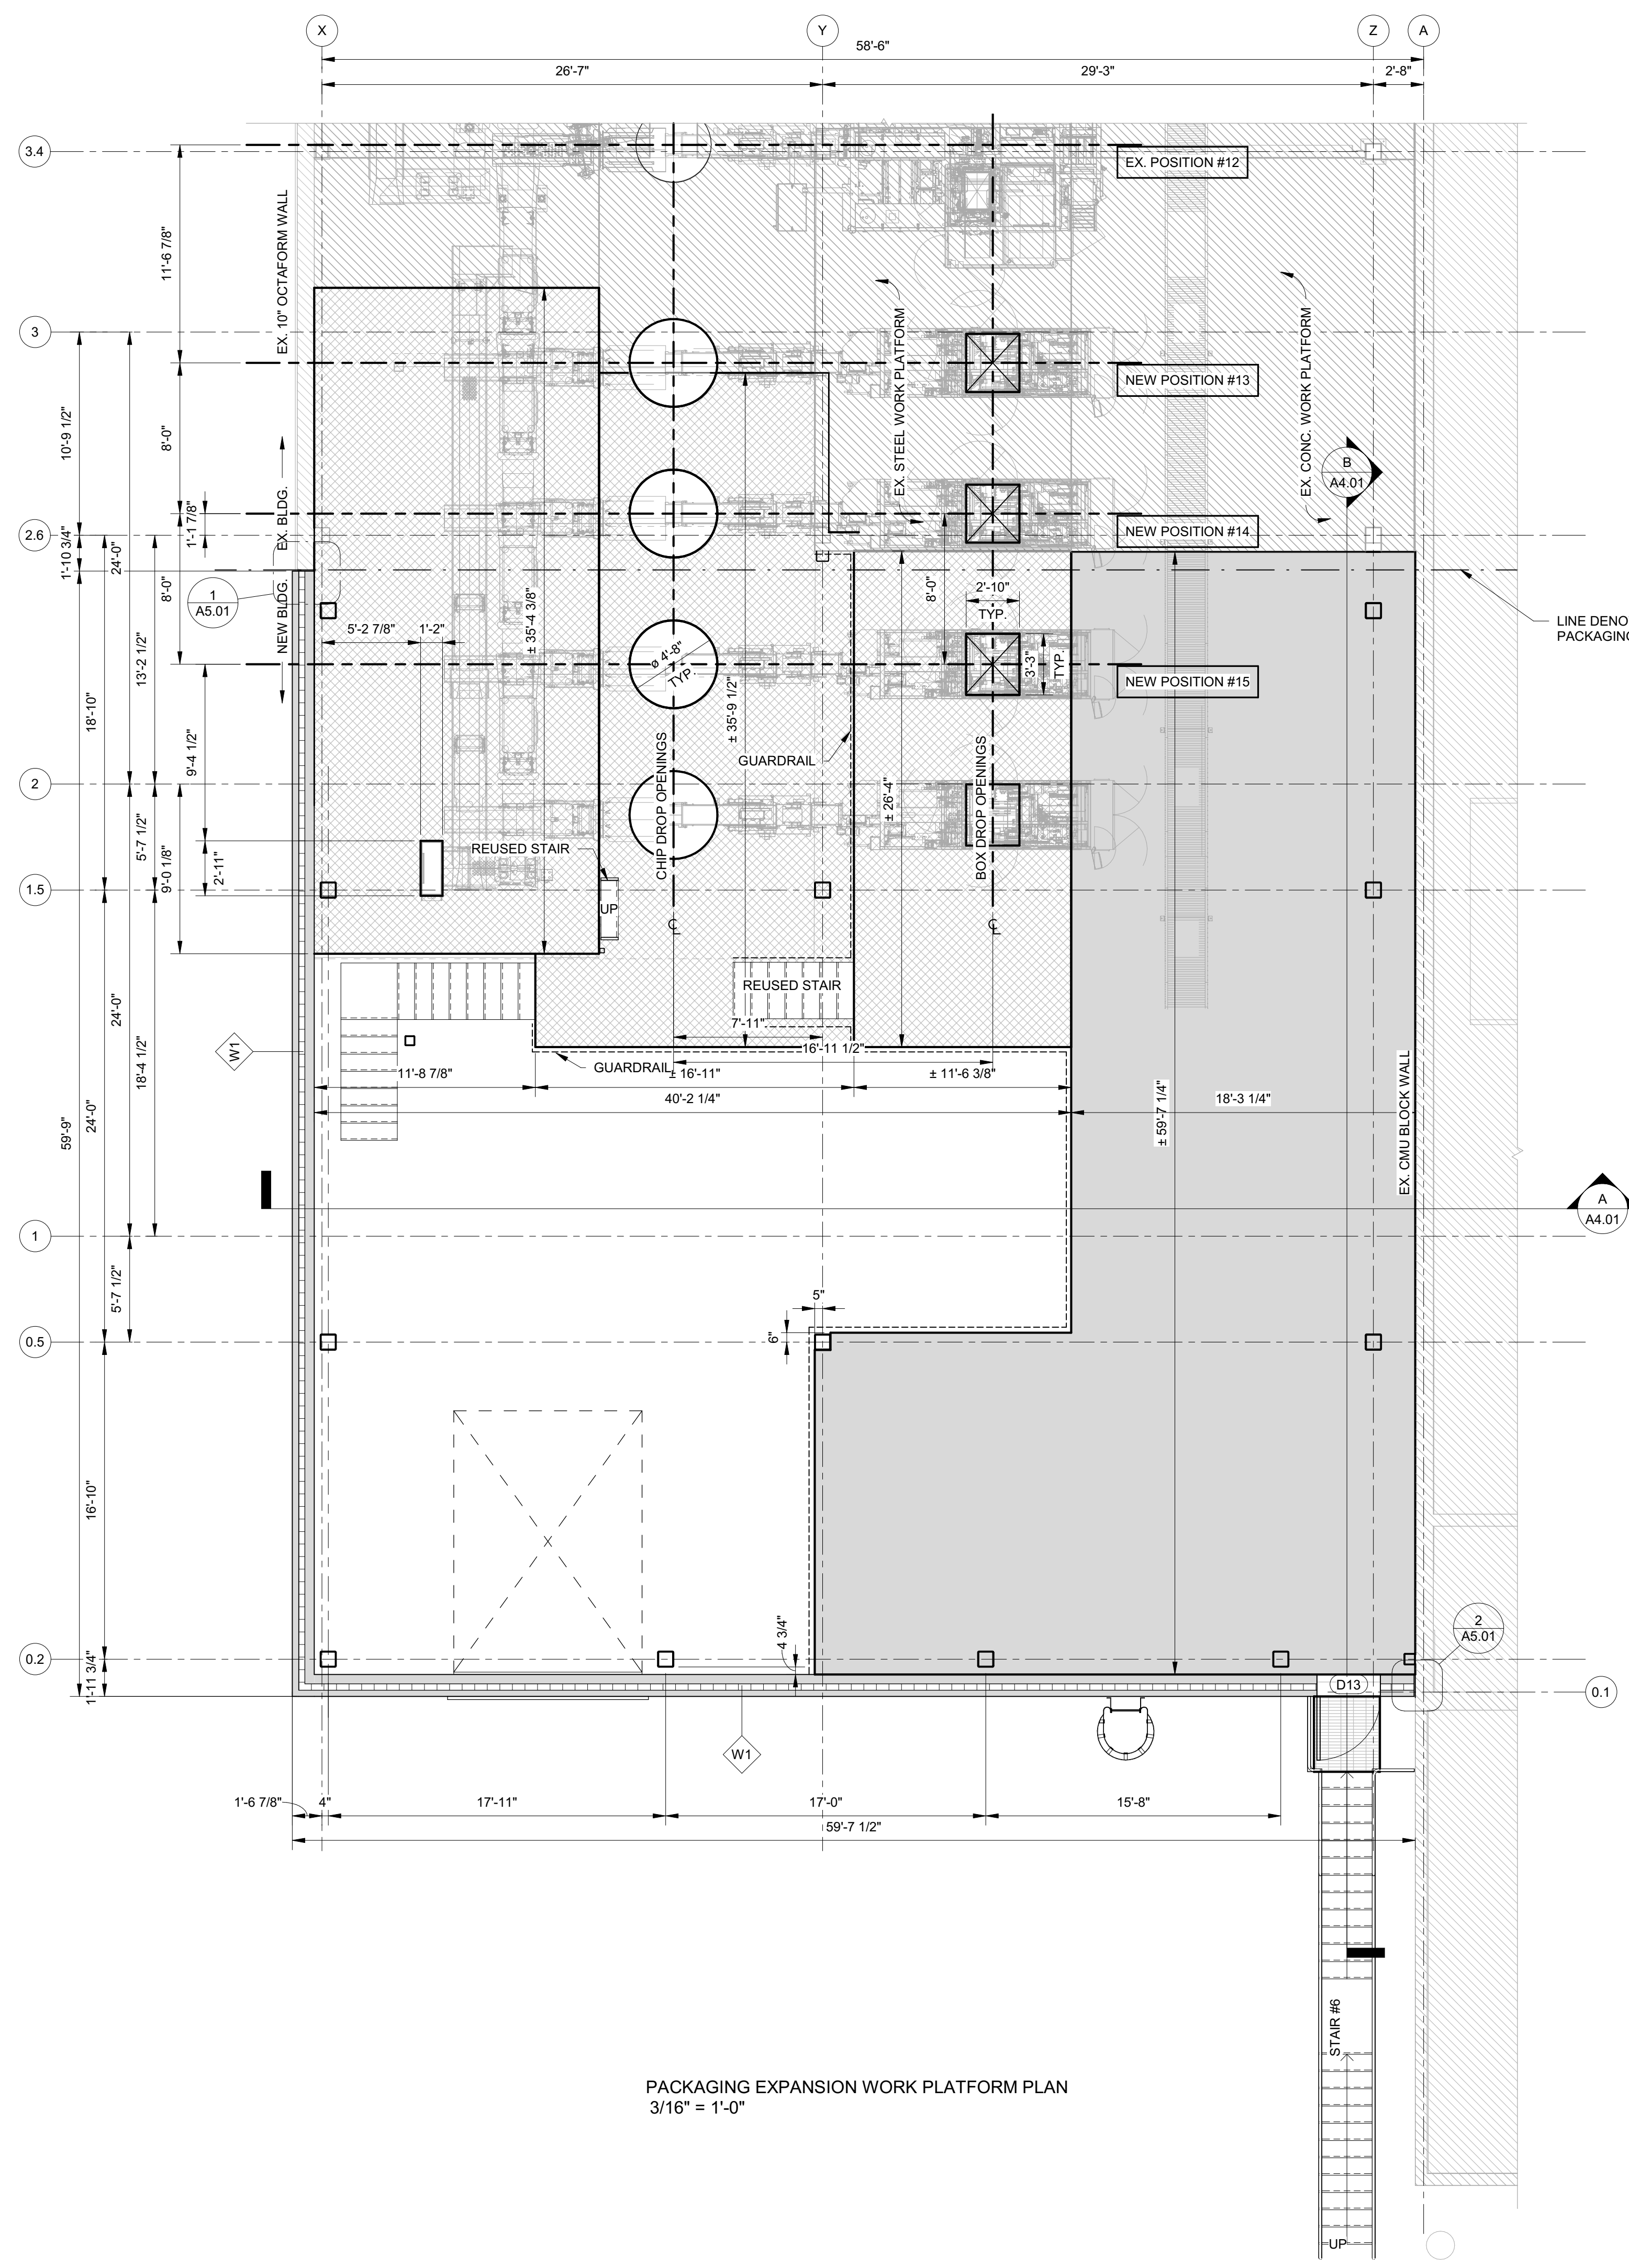 X
Y
Z
A
58'-6"
26'-7"
29'-3"
2'-8"
3.4
EX. POSITION #12
11'-6 7/8"
EX. 10" OCTAFORM WALL
EX. STEEL WORK PLATFORM
EX. CONC. WORK PLATFORM
3
NEW POSITION #13
10'-9 1/2"
8'-0"
B
A4.01
EX. BLDG.
1'-1 7/8"
NEW POSITION #14
2.6
1'-10 3/4"
24'-0"
8'-0"
NEW BLDG.
1
A5.01
5'-2 7/8"
1'-2"
± 35'-4 3/8"
8'-0"
2'-10"
TYP.
LINE DENO
PACKAGING
13'-2 1/2"
ø 4'-8"
TYP.
3'-3"
TYP.
NEW POSITION #15
18'-10"
± 35'-9 1/2"
9'-4 1/2"
GUARDRAIL
CHIP DROP OPENINGS
BOX DROP OPENINGS
± 26'-4"
2
5'-7 1/2"
9'-0 1/8"
2'-11"
REUSED STAIR
1.5
UP
C
L
C
L
REUSED STAIR
24'-0"
7'-11"
W1
16'-11 1/2"
18'-4 1/2"
GUARDRAIL
11'-8 7/8"
± 16'-11"
± 11'-6 3/8"
40'-2 1/4"
18'-3 1/4"
59'-9"
24'-0"
± 59'-7 1/4"
EX. CMU BLOCK WALL
A
A4.01
1
5'-7 1/2"
5"
6"
0.5
16'-10"
4 3/4"
2
A5.01
0.2
1'-11 3/4"
D13
0.1
W1
1'-6 7/8"
4"
17'-11"
17'-0"
15'-8"
59'-7 1/2"
STAIR #6
PACKAGING EXPANSION WORK PLATFORM PLAN
3/16" = 1'-0"
UP